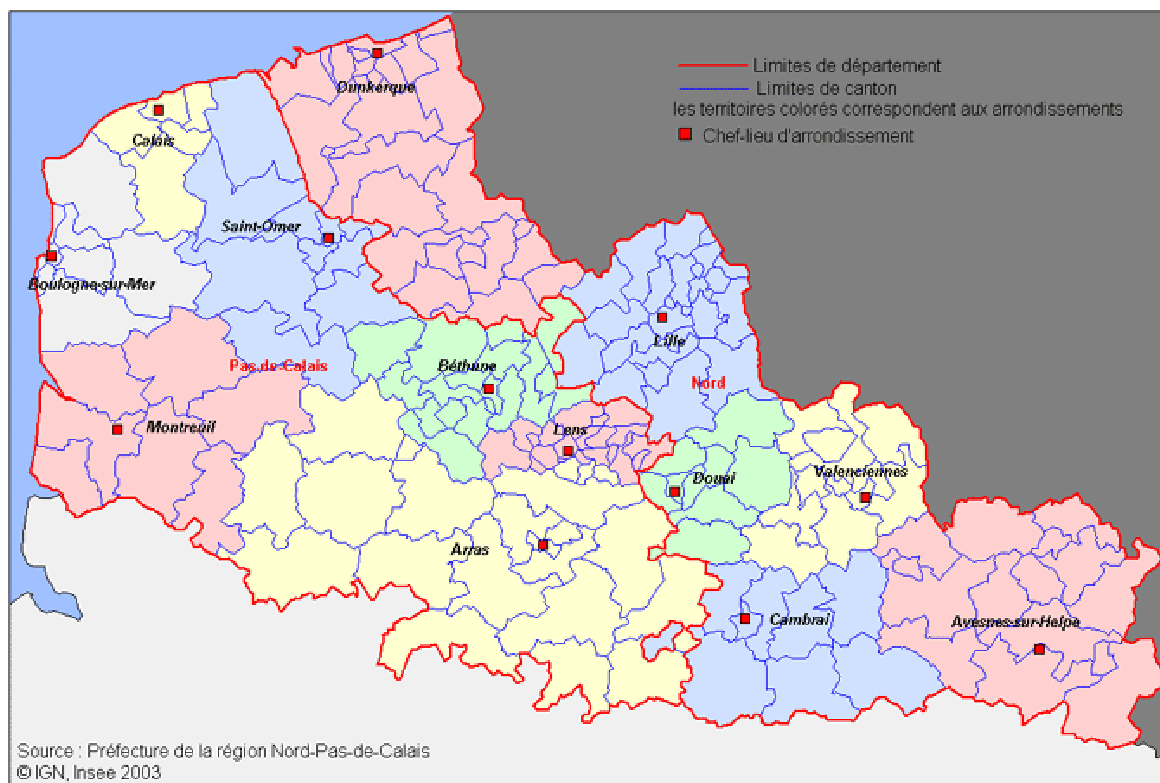 Dunkerque
Limites de département
Limites de canton
les territoires colorés correspondent aux arrondissements
Chef-lieu d'arrondissement
Calais
Saint-Omer
Boulogne-sur-Mer
Lille
Pas-de-Calais
Béthune
Nord
Montreuil
Lens
Douai
Valenciennes
Arras
Cambrai
Avesnes-sur-Helpe
Source : Préfecture de la région Nord-Pas-de-Calais
© IGN, Insee 2003